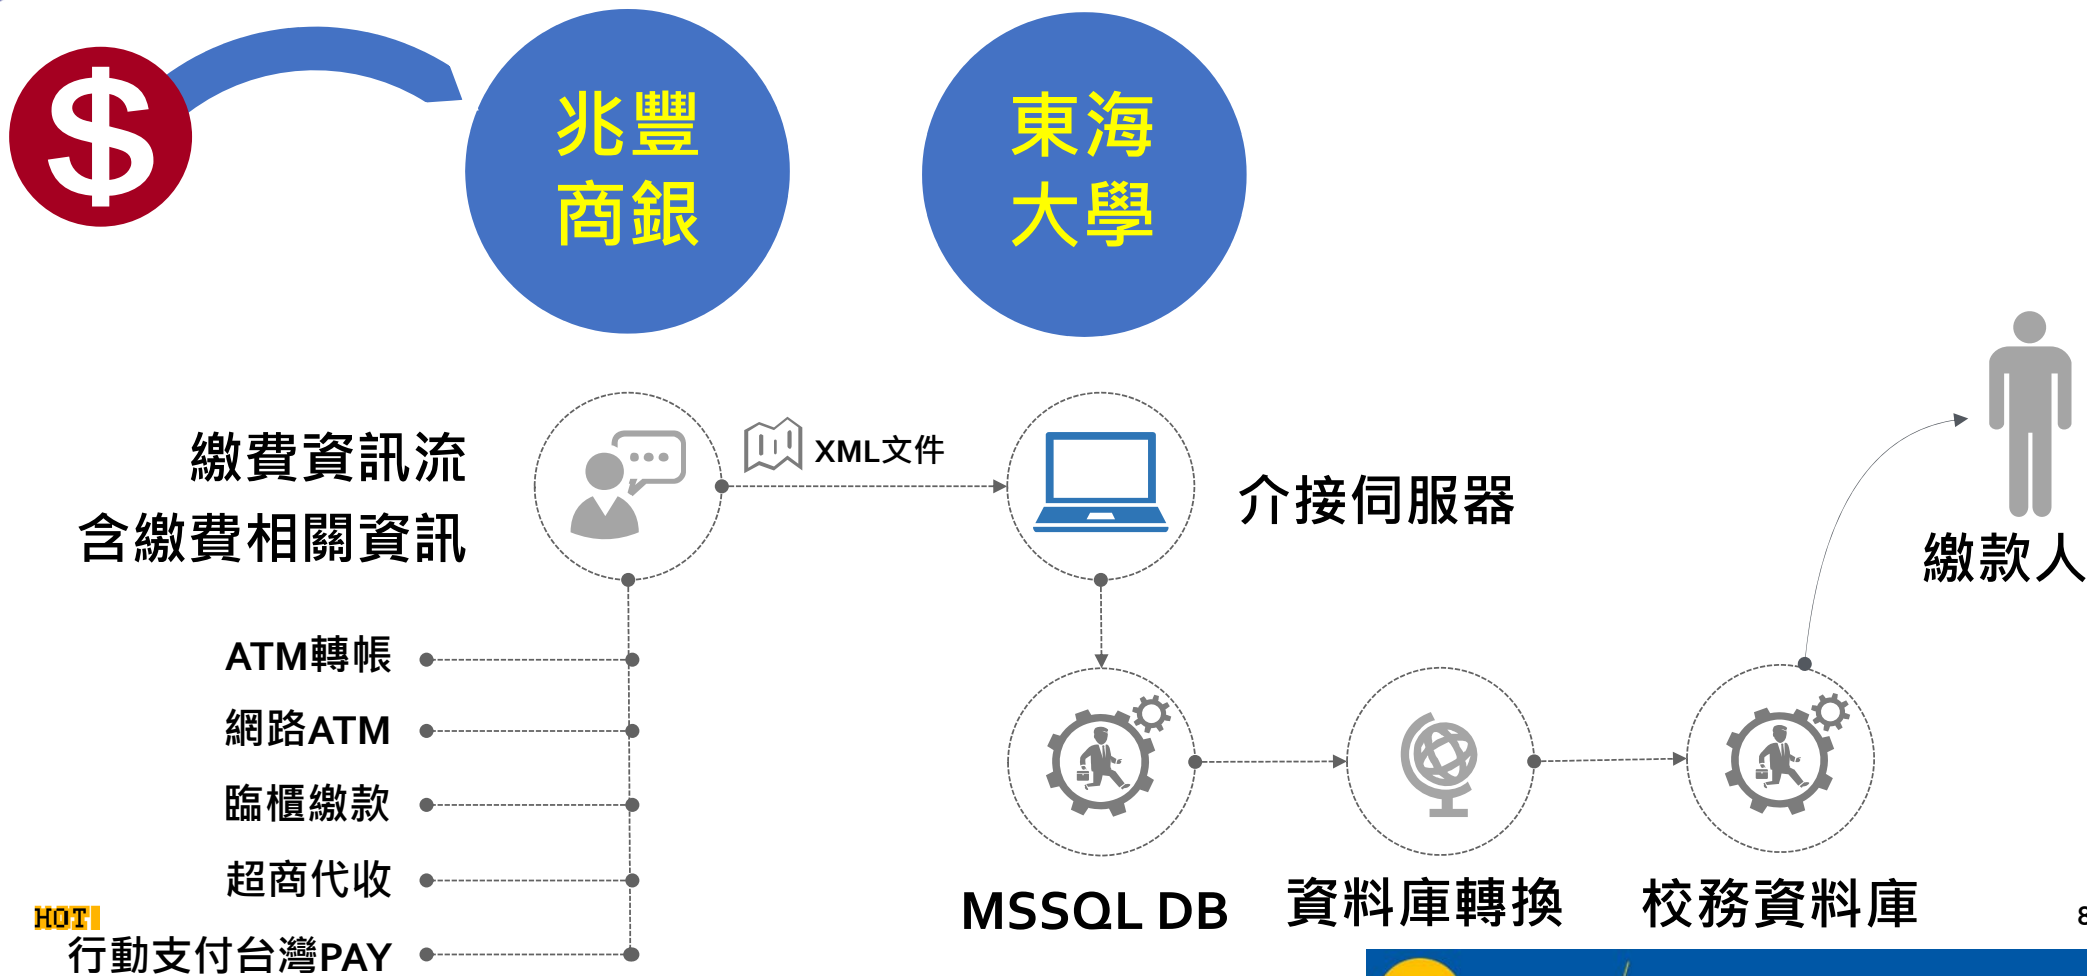 $
兆豐
商銀
東海
大學
繳費資訊流
含繳費相關資訊
XML文件
介接伺服器
繳款人
ATM轉帳
網路ATM
臨櫃繳款
超商代收
HOT
行動支付台灣PAY
MSSQL DB
資料庫轉換
校務資料庫
8